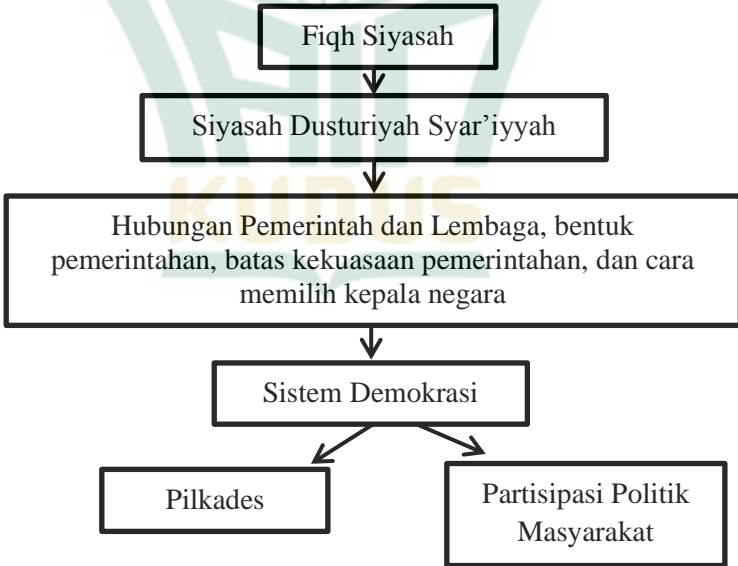 Fiqh Siyasah
Siyasah Dusturiyah Syar'iyyah
KUDUS
Hubungan Pemerintah dan Lembaga, bentuk
pemerintahan, batas kekuasaan pemerintahan, dan cara
memilih kepala negara
Sistem Demokrasi
Pilkades
Partisipasi Politik
Masyarakat